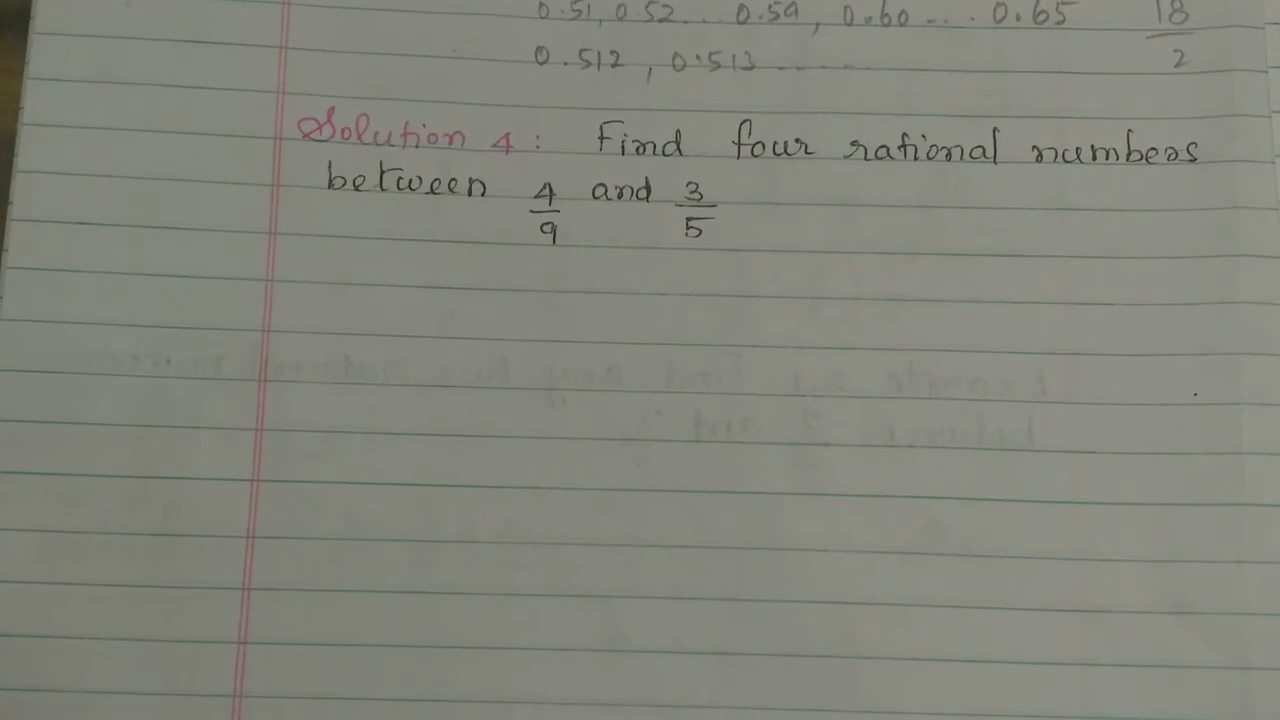 0.51, 0.52... 0.59, 0.60.... 0.65 18
0.512, 0.513...... 2
Solution 4: Find four rational numbers
between 4/9 and 3/5